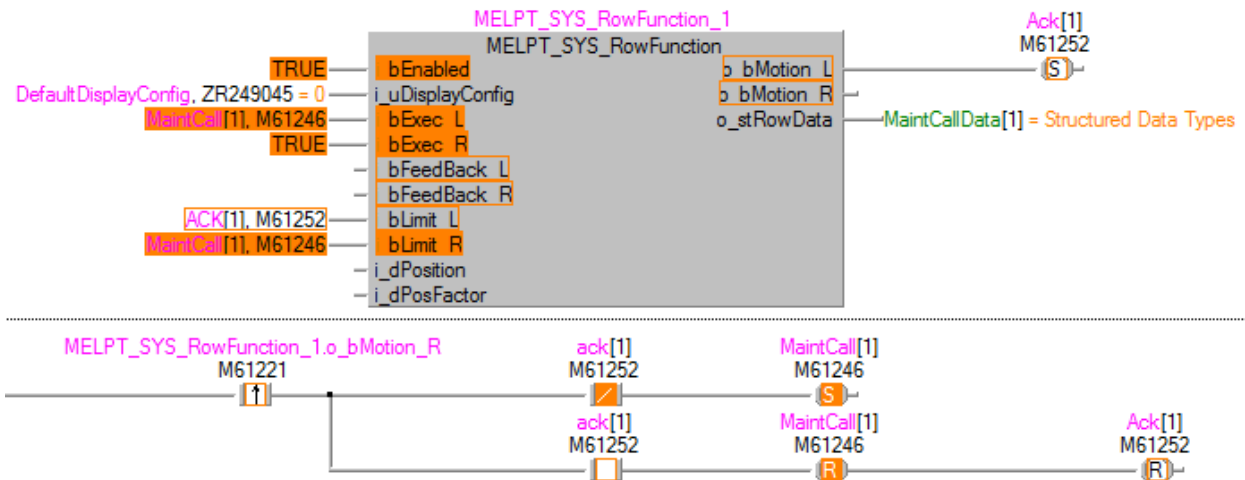 MELPT_SYS_RowFunction_1
Ack[1]
MELPT_SYS_RowFunction
M61252
TRUE bEnabled o_bMotion_L (S)
DefaultDisplayConfig, ZR249045 = 0 i_uDisplayConfig o_bMotion_R
MaintCall[1], M61246 bExec_L o_stRowData MaintCallData[1] = Structured Data Types
TRUE bExec_R
bFeedBack_L
bFeedBack_R
ACK[1], M61252 bLimit_L
MaintCall[1], M61246 bLimit_R
i_dPosition
i_dPosFactor
MELPT_SYS_RowFunction_1.o_bMotion_R ack[1] MaintCall[1]
M61221 M61252 M61246
(S)
ack[1] MaintCall[1] Ack[1]
M61252 M61246 M61252
(R) (R)